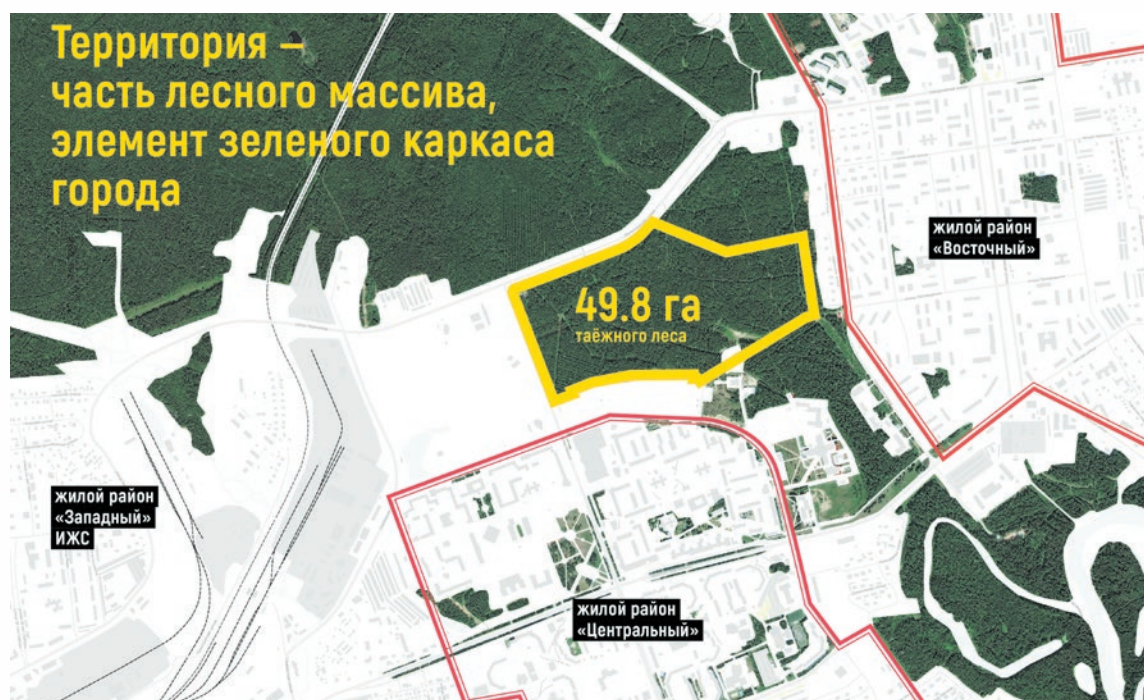 Территория –
часть лесного массива,
элемент зеленого каркаса
города
жилой район
«Восточный»
49.8 га
таёжного леса
жилой район
«Западный»
ИЖС
жилой район
«Центральный»